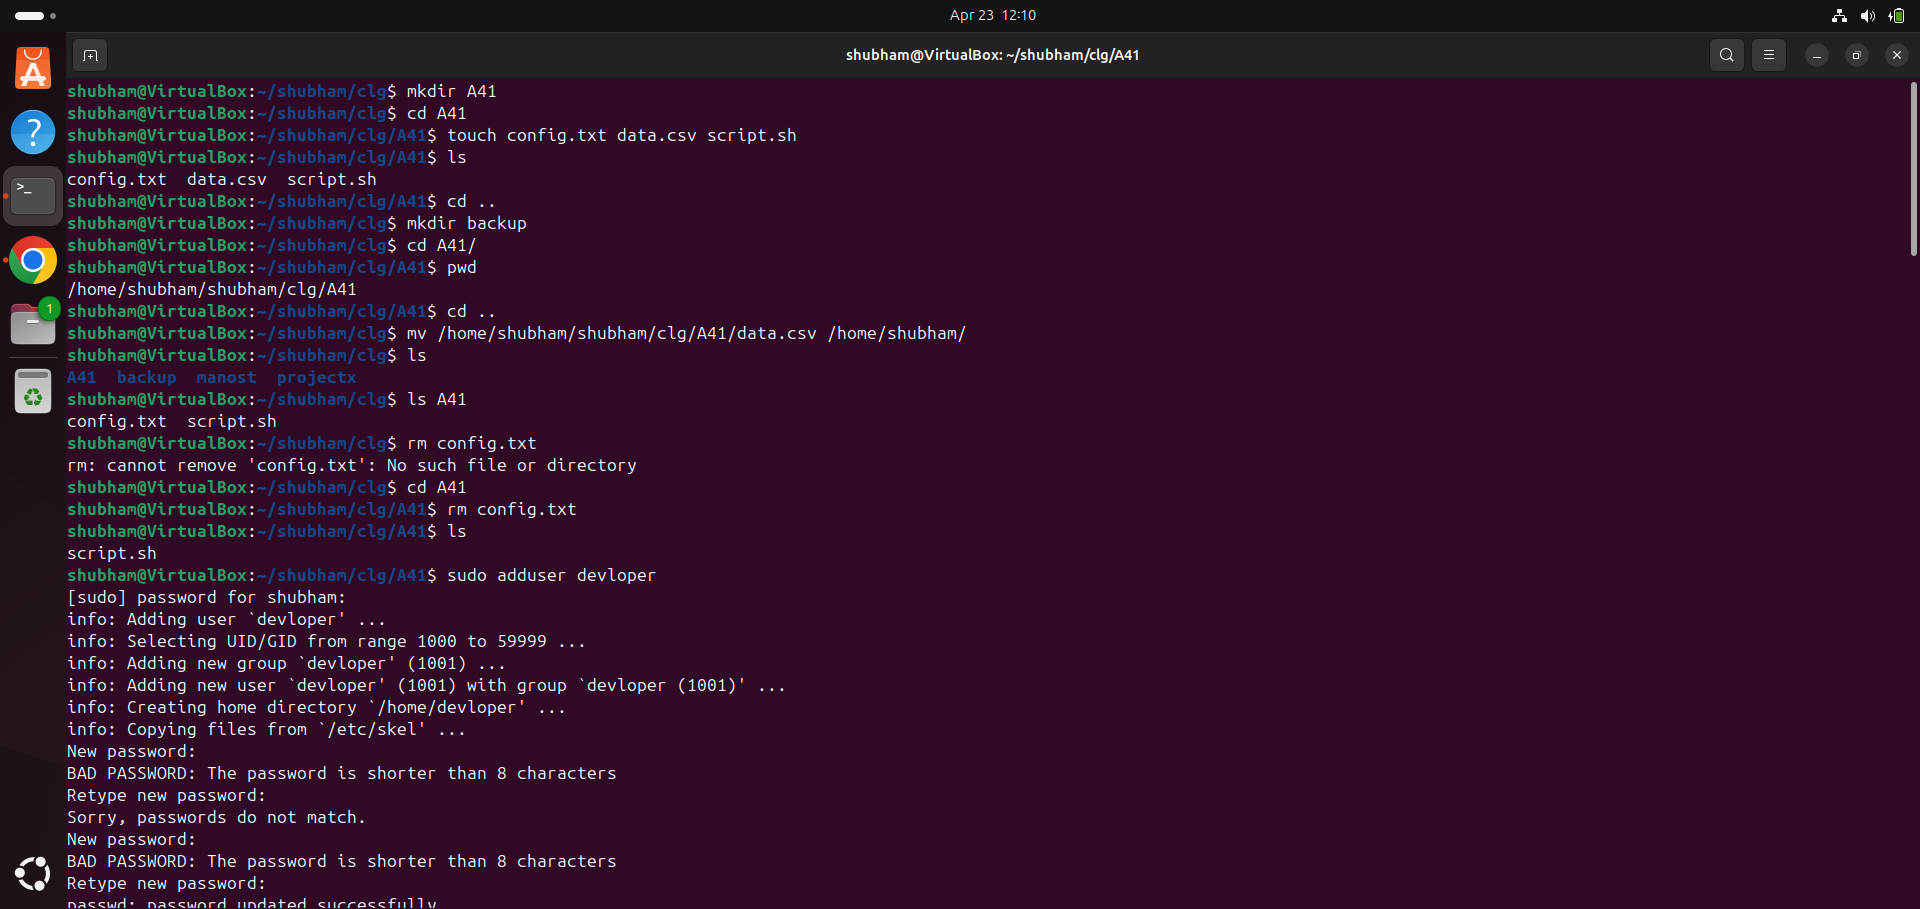 Apr 23 12:10
shubham@VirtualBox: ~/shubham/clg/A41
shubham@VirtualBox:~/shubham/clg$ mkdir A41
shubham@VirtualBox:~/shubham/clg$ cd A41
shubham@VirtualBox:~/shubham/clg/A41$ touch config.txt data.csv script.sh
shubham@VirtualBox:~/shubham/clg/A41$ ls
config.txt  data.csv  script.sh
shubham@VirtualBox:~/shubham/clg/A41$ cd ..
shubham@VirtualBox:~/shubham/clg$ mkdir backup
shubham@VirtualBox:~/shubham/clg$ cd A41/
shubham@VirtualBox:~/shubham/clg/A41$ pwd
/home/shubham/shubham/clg/A41
shubham@VirtualBox:~/shubham/clg/A41$ cd ..
shubham@VirtualBox:~/shubham/clg$ mv /home/shubham/shubham/clg/A41/data.csv /home/shubham/
shubham@VirtualBox:~/shubham/clg$ ls
A41  backup  manost  projectx
shubham@VirtualBox:~/shubham/clg$ ls A41
config.txt  script.sh
shubham@VirtualBox:~/shubham/clg$ rm config.txt
rm: cannot remove 'config.txt': No such file or directory
shubham@VirtualBox:~/shubham/clg$ cd A41
shubham@VirtualBox:~/shubham/clg/A41$ rm config.txt
shubham@VirtualBox:~/shubham/clg/A41$ ls
script.sh
shubham@VirtualBox:~/shubham/clg/A41$ sudo adduser devloper
[sudo] password for shubham:
info: Adding user `devloper' ...
info: Selecting UID/GID from range 1000 to 59999 ...
info: Adding new group `devloper' (1001) ...
info: Adding new user `devloper' (1001) with group `devloper (1001)' ...
info: Creating home directory `/home/devloper' ...
info: Copying files from `/etc/skel' ...
New password:
BAD PASSWORD: The password is shorter than 8 characters
Retype new password:
Sorry, passwords do not match.
New password:
BAD PASSWORD: The password is shorter than 8 characters
Retype new password:
passwd: password updated successfully
1